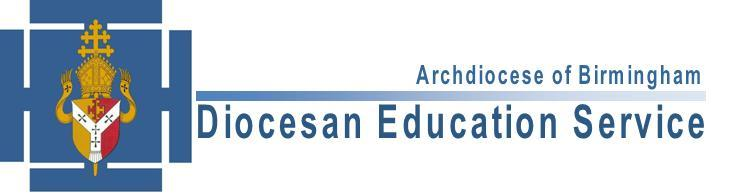 Archdiocese of Birmingham
Diocesan Education Service